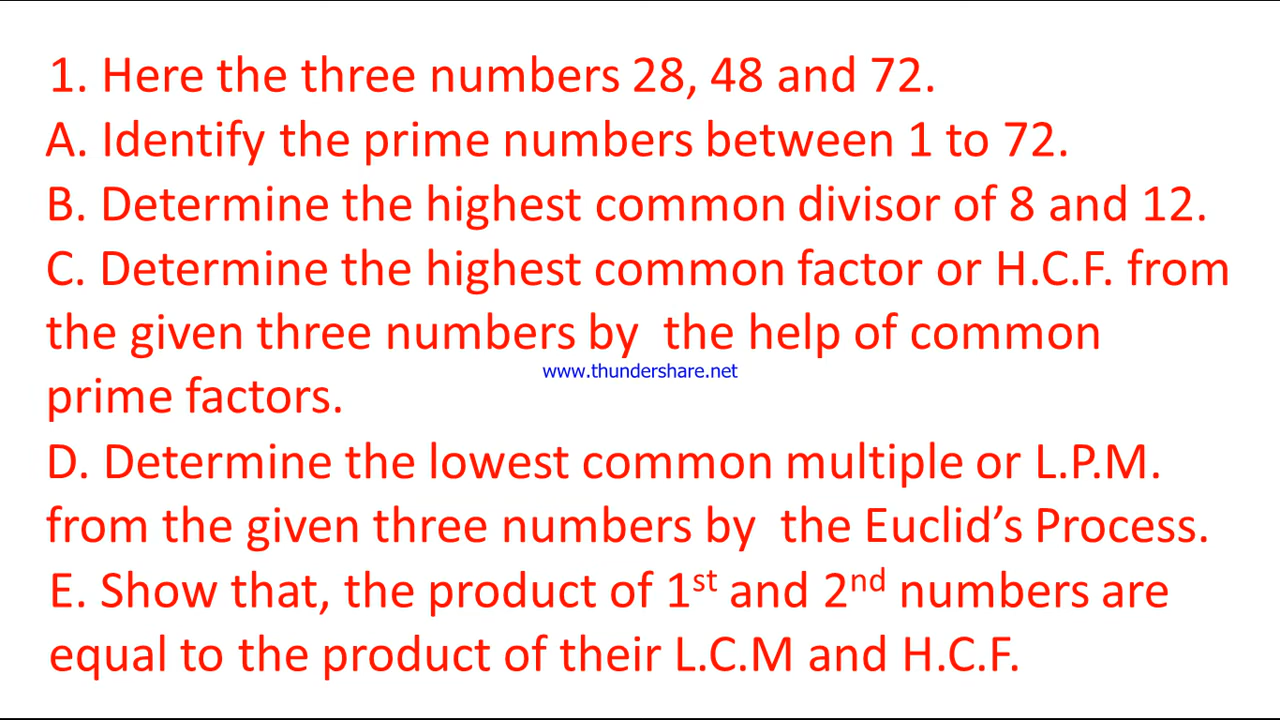 1. Here the three numbers 28, 48 and 72.
A. Identify the prime numbers between 1 to 72.
B. Determine the highest common divisor of 8 and 12.
C. Determine the highest common factor or H.C.F. from
the given three numbers by  the help of common
www.thundershare.net
prime factors.
D. Determine the lowest common multiple or L.P.M.
from the given three numbers by  the Euclid’s Process.
E. Show that, the product of 1st and 2nd numbers are
equal to the product of their L.C.M and H.C.F.